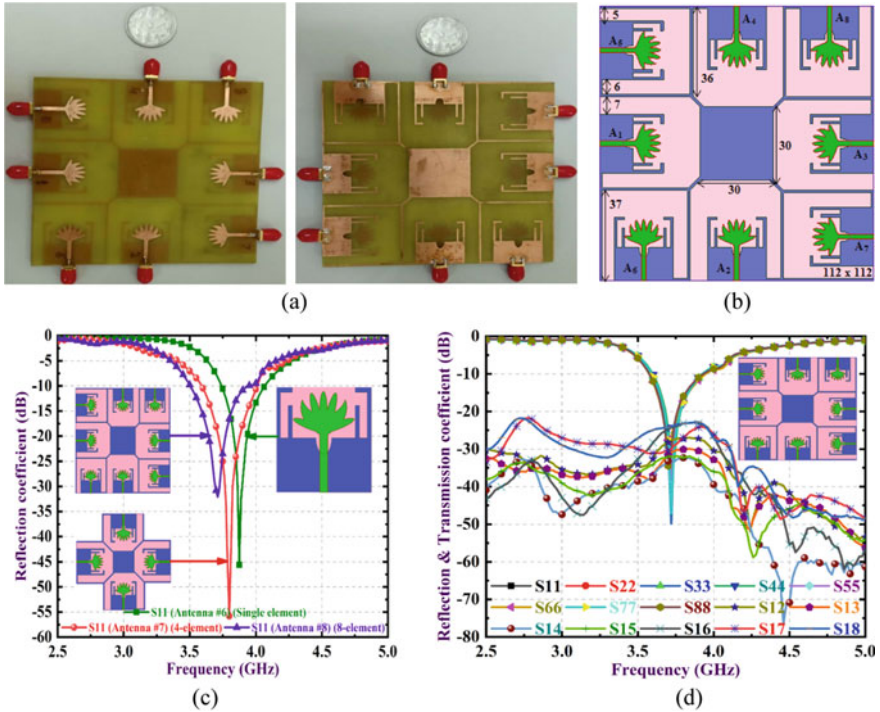 5
A₄
A₈
A₅
36
6
7
A₁
30
A₃
30
37
A₆
A₂
A₇
112 x 112
(a)
(b)
Reflection coefficient (dB)
0
-5
-10
-15
-20
-25
-30
-35
-40
-45
-50
-55
-60
S11 (Antenna #6) (Single element)
S11 (Antenna #7) (4-element)
S11 (Antenna #8) (8-element)
2.5
3.0
3.5
4.0
4.5
5.0
Frequency (GHz)
(c)
Reflection & Transmission coefficient (dB)
0
-10
-20
-30
-40
-50
-60
-70
-80
S11 S22 S33 S44 S55
S66 S77 S88 S12 S13
S14 S15 S16 S17 S18
2.5
3.0
3.5
4.0
4.5
5.0
Frequency (GHz)
(d)